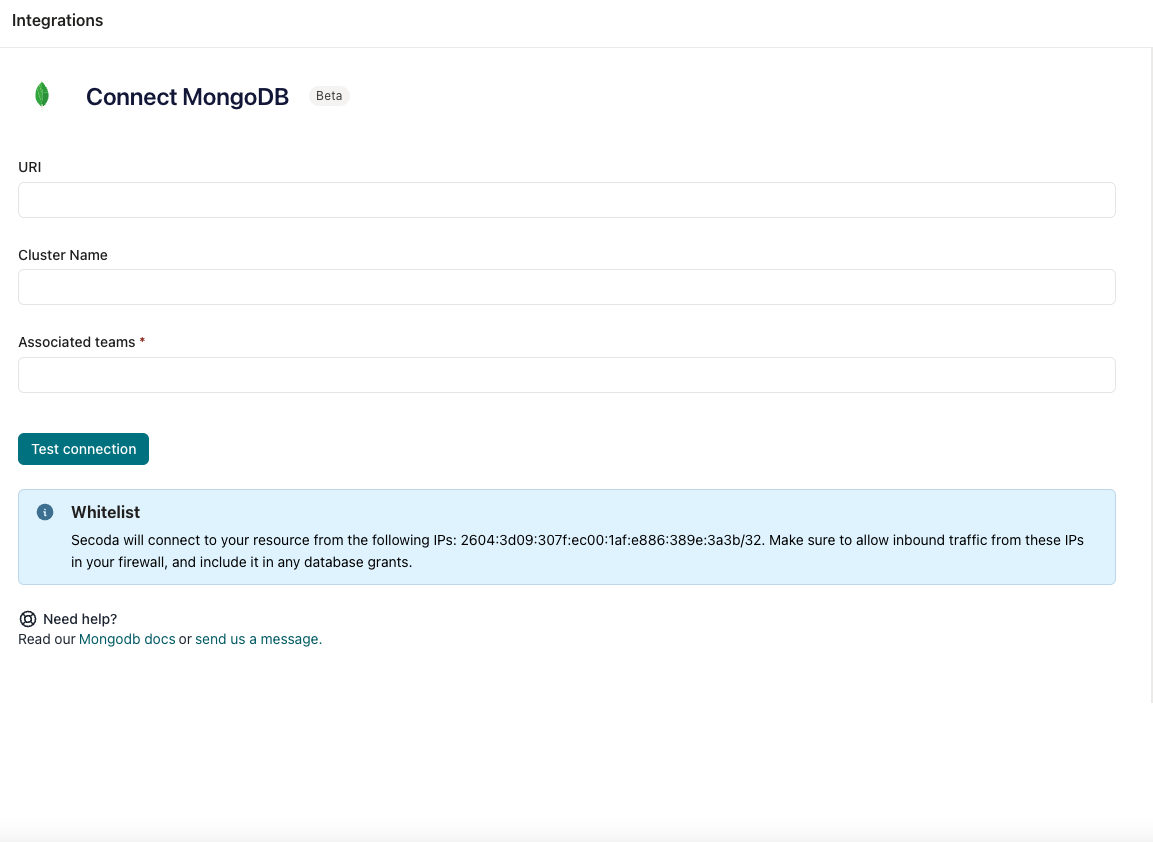 Integrations
Connect MongoDB Beta
URI
Cluster Name
Associated teams *
Test connection
Whitelist
Secoda will connect to your resource from the following IPs: 2604:3d09:307f:ec00:1af:e886:389e:3a3b/32. Make sure to allow inbound traffic from these IPs
in your firewall, and include it in any database grants.
Need help?
Read our Mongodb docs or send us a message.